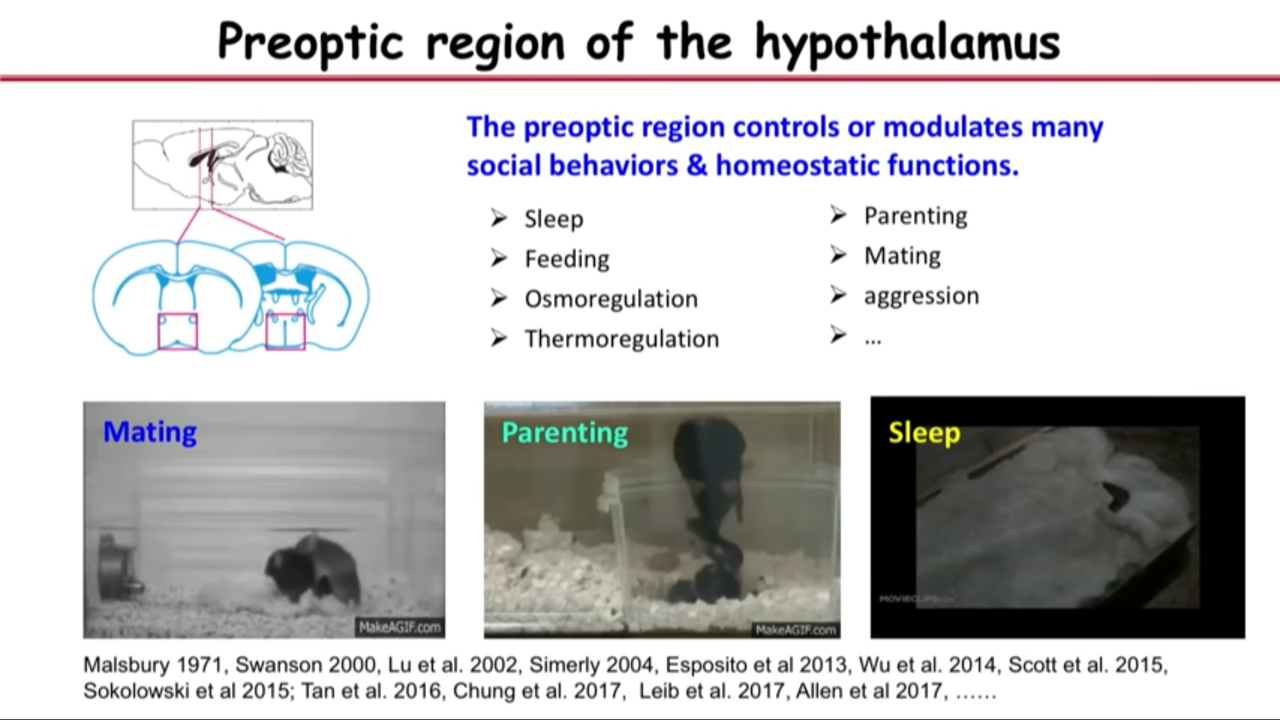 Preoptic region of the hypothalamus
The preoptic region controls or modulates many
social behaviors & homeostatic functions.
➢ Sleep
➢ Feeding
➢ Osmoregulation
➢ Thermoregulation
➢ Parenting
➢ Mating
➢ aggression
➢ ...
Mating
MakeAGIF.com
Parenting
MakeAGIF.com
Sleep
MOVIECLIPS.com
Malsbury 1971, Swanson 2000, Lu et al. 2002, Simerly 2004, Esposito et al 2013, Wu et al. 2014, Scott et al. 2015,
Sokolowski et al 2015; Tan et al. 2016, Chung et al. 2017, Leib et al. 2017, Allen et al 2017, ......